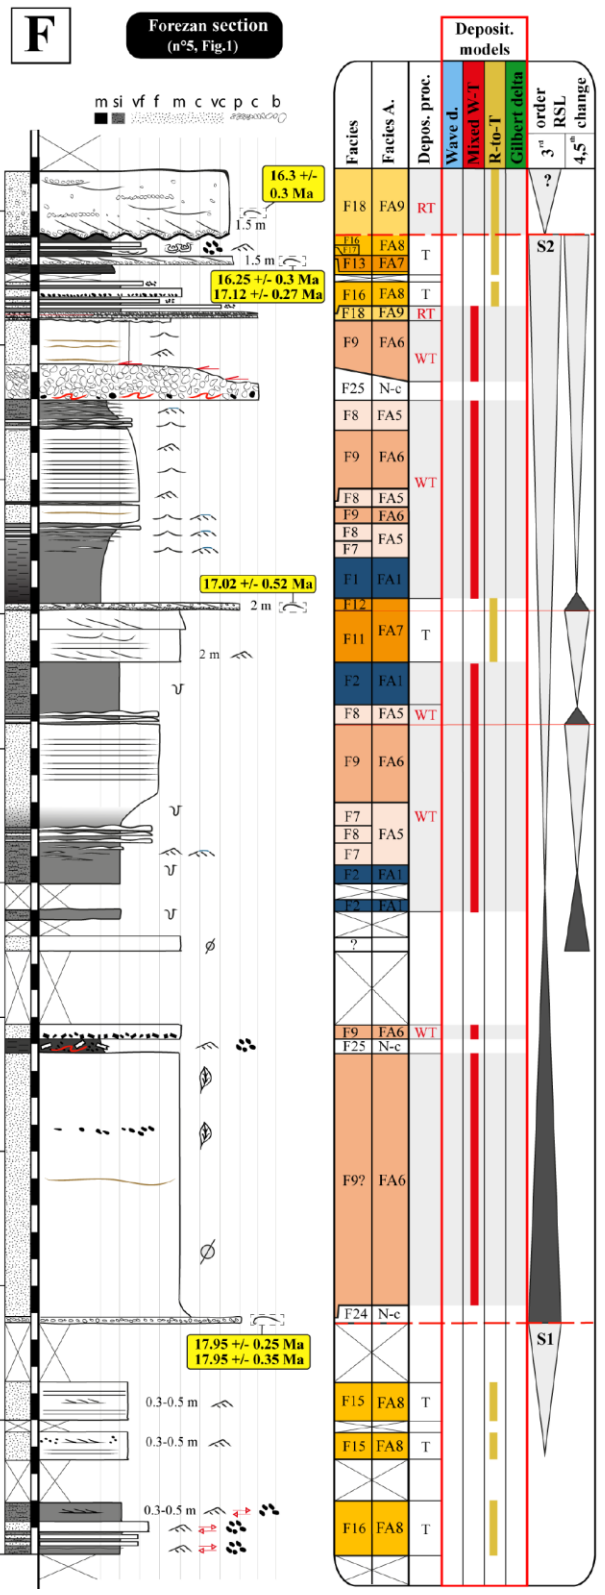 F
Forezan section
(n°5, Fig.1)
Deposit.
models
m si vf f m c vc p c b
Facies
Facies A.
Depos. proc.
Wave d.
Mixed W-T
R-to-T
Gilbert delta
3rd order
RSL
4,5th change
16.3 +/-
0.3 Ma
1.5 m
F18 FA9 RT
?
S2
F16
F17
FA8
T
1.5 m
F13 FA7
16.25 +/- 0.3 Ma
17.12 +/- 0.27 Ma
F16 FA8 T
F18 FA9 RT
F9 FA6
WT
F25 N-c
F8 FA5
F9 FA6
WT
F8 FA5
F9 FA6
F8
FA5
F7
F1 FA1
17.02 +/- 0.52 Ma
2 m
F12
F11 FA7 T
2 m
F2 FA1
F8 FA5 WT
F9 FA6
F7
WT
F8 FA5
F7
F2 FA1
F2 FA1
?
F9 FA6 WT
F25 N-c
F9? FA6
F24 N-c
17.95 +/- 0.25 Ma
17.95 +/- 0.35 Ma
S1
0.3-0.5 m
F15 FA8 T
0.3-0.5 m
F15 FA8 T
0.3-0.5 m
F16 FA8 T